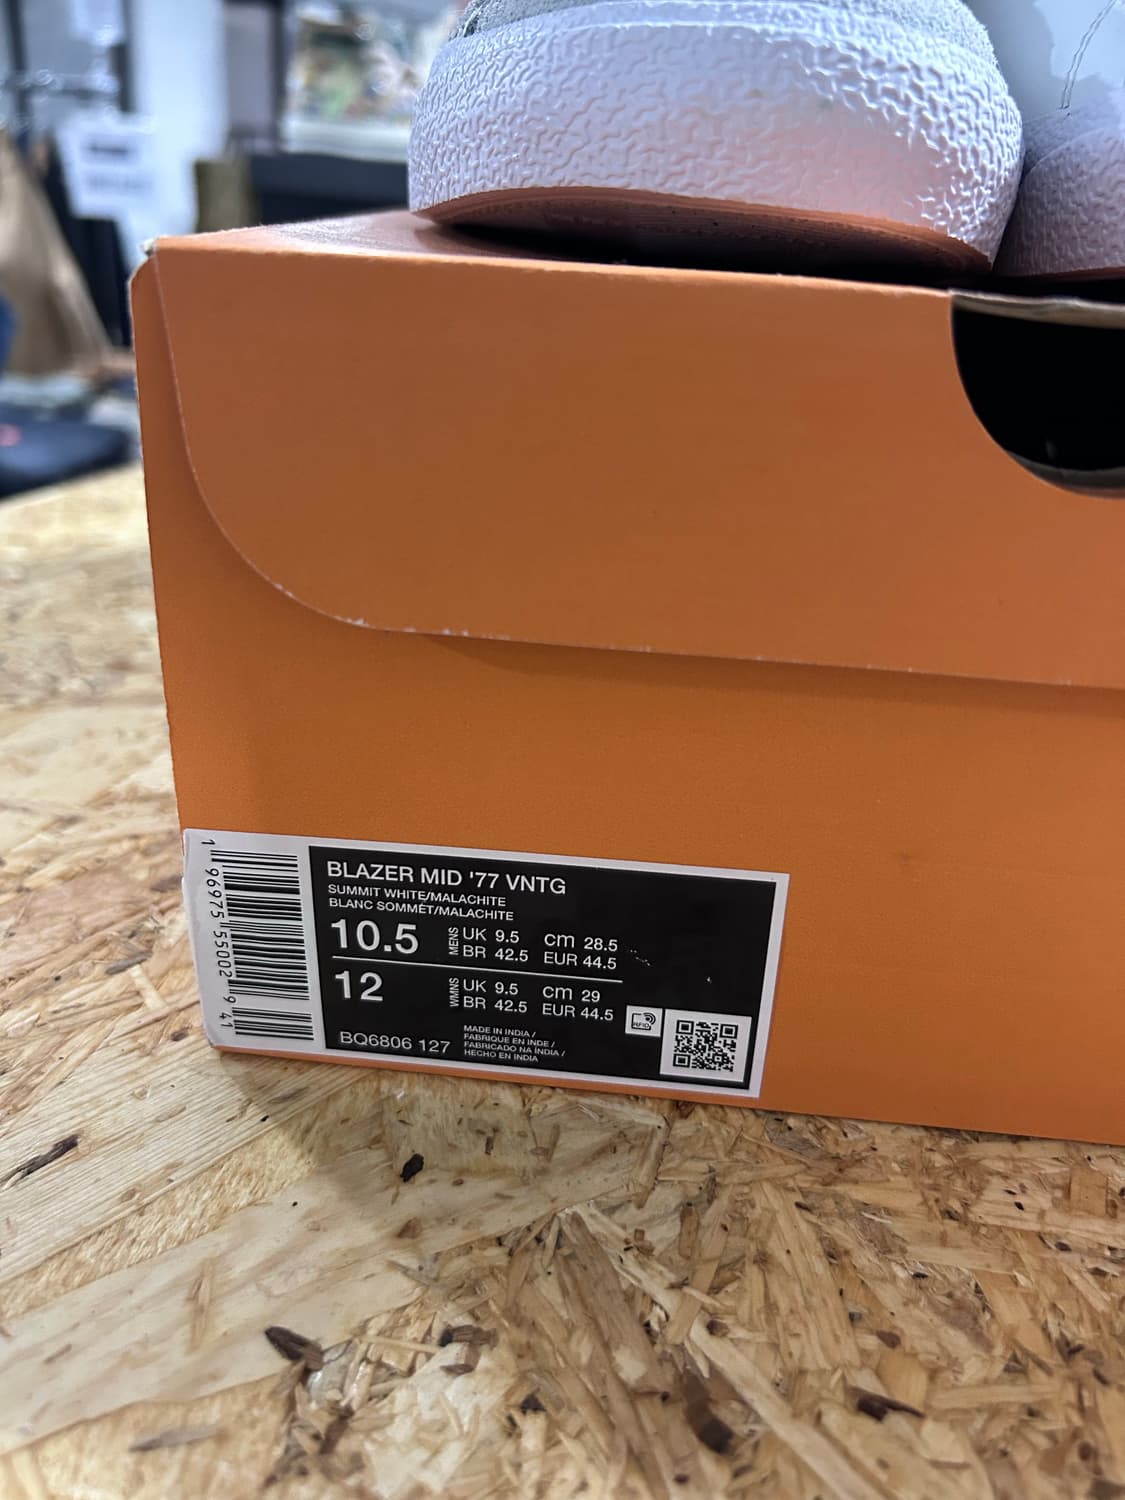 1 96975 55002 9 41
BLAZER MID '77 VNTG
SUMMIT WHITE/MALACHITE
BLANC SOMMET/MALACHITE
10.5 MENS UK 9.5 cm 28.5
BR 42.5 EUR 44.5
12 WMNS UK 9.5 cm 29
BR 42.5 EUR 44.5
BQ6806 127
MADE IN INDIA /
FABRIQUE EN INDE /
FABRICADO NA ÍNDIA /
HECHO EN INDIA
RFID